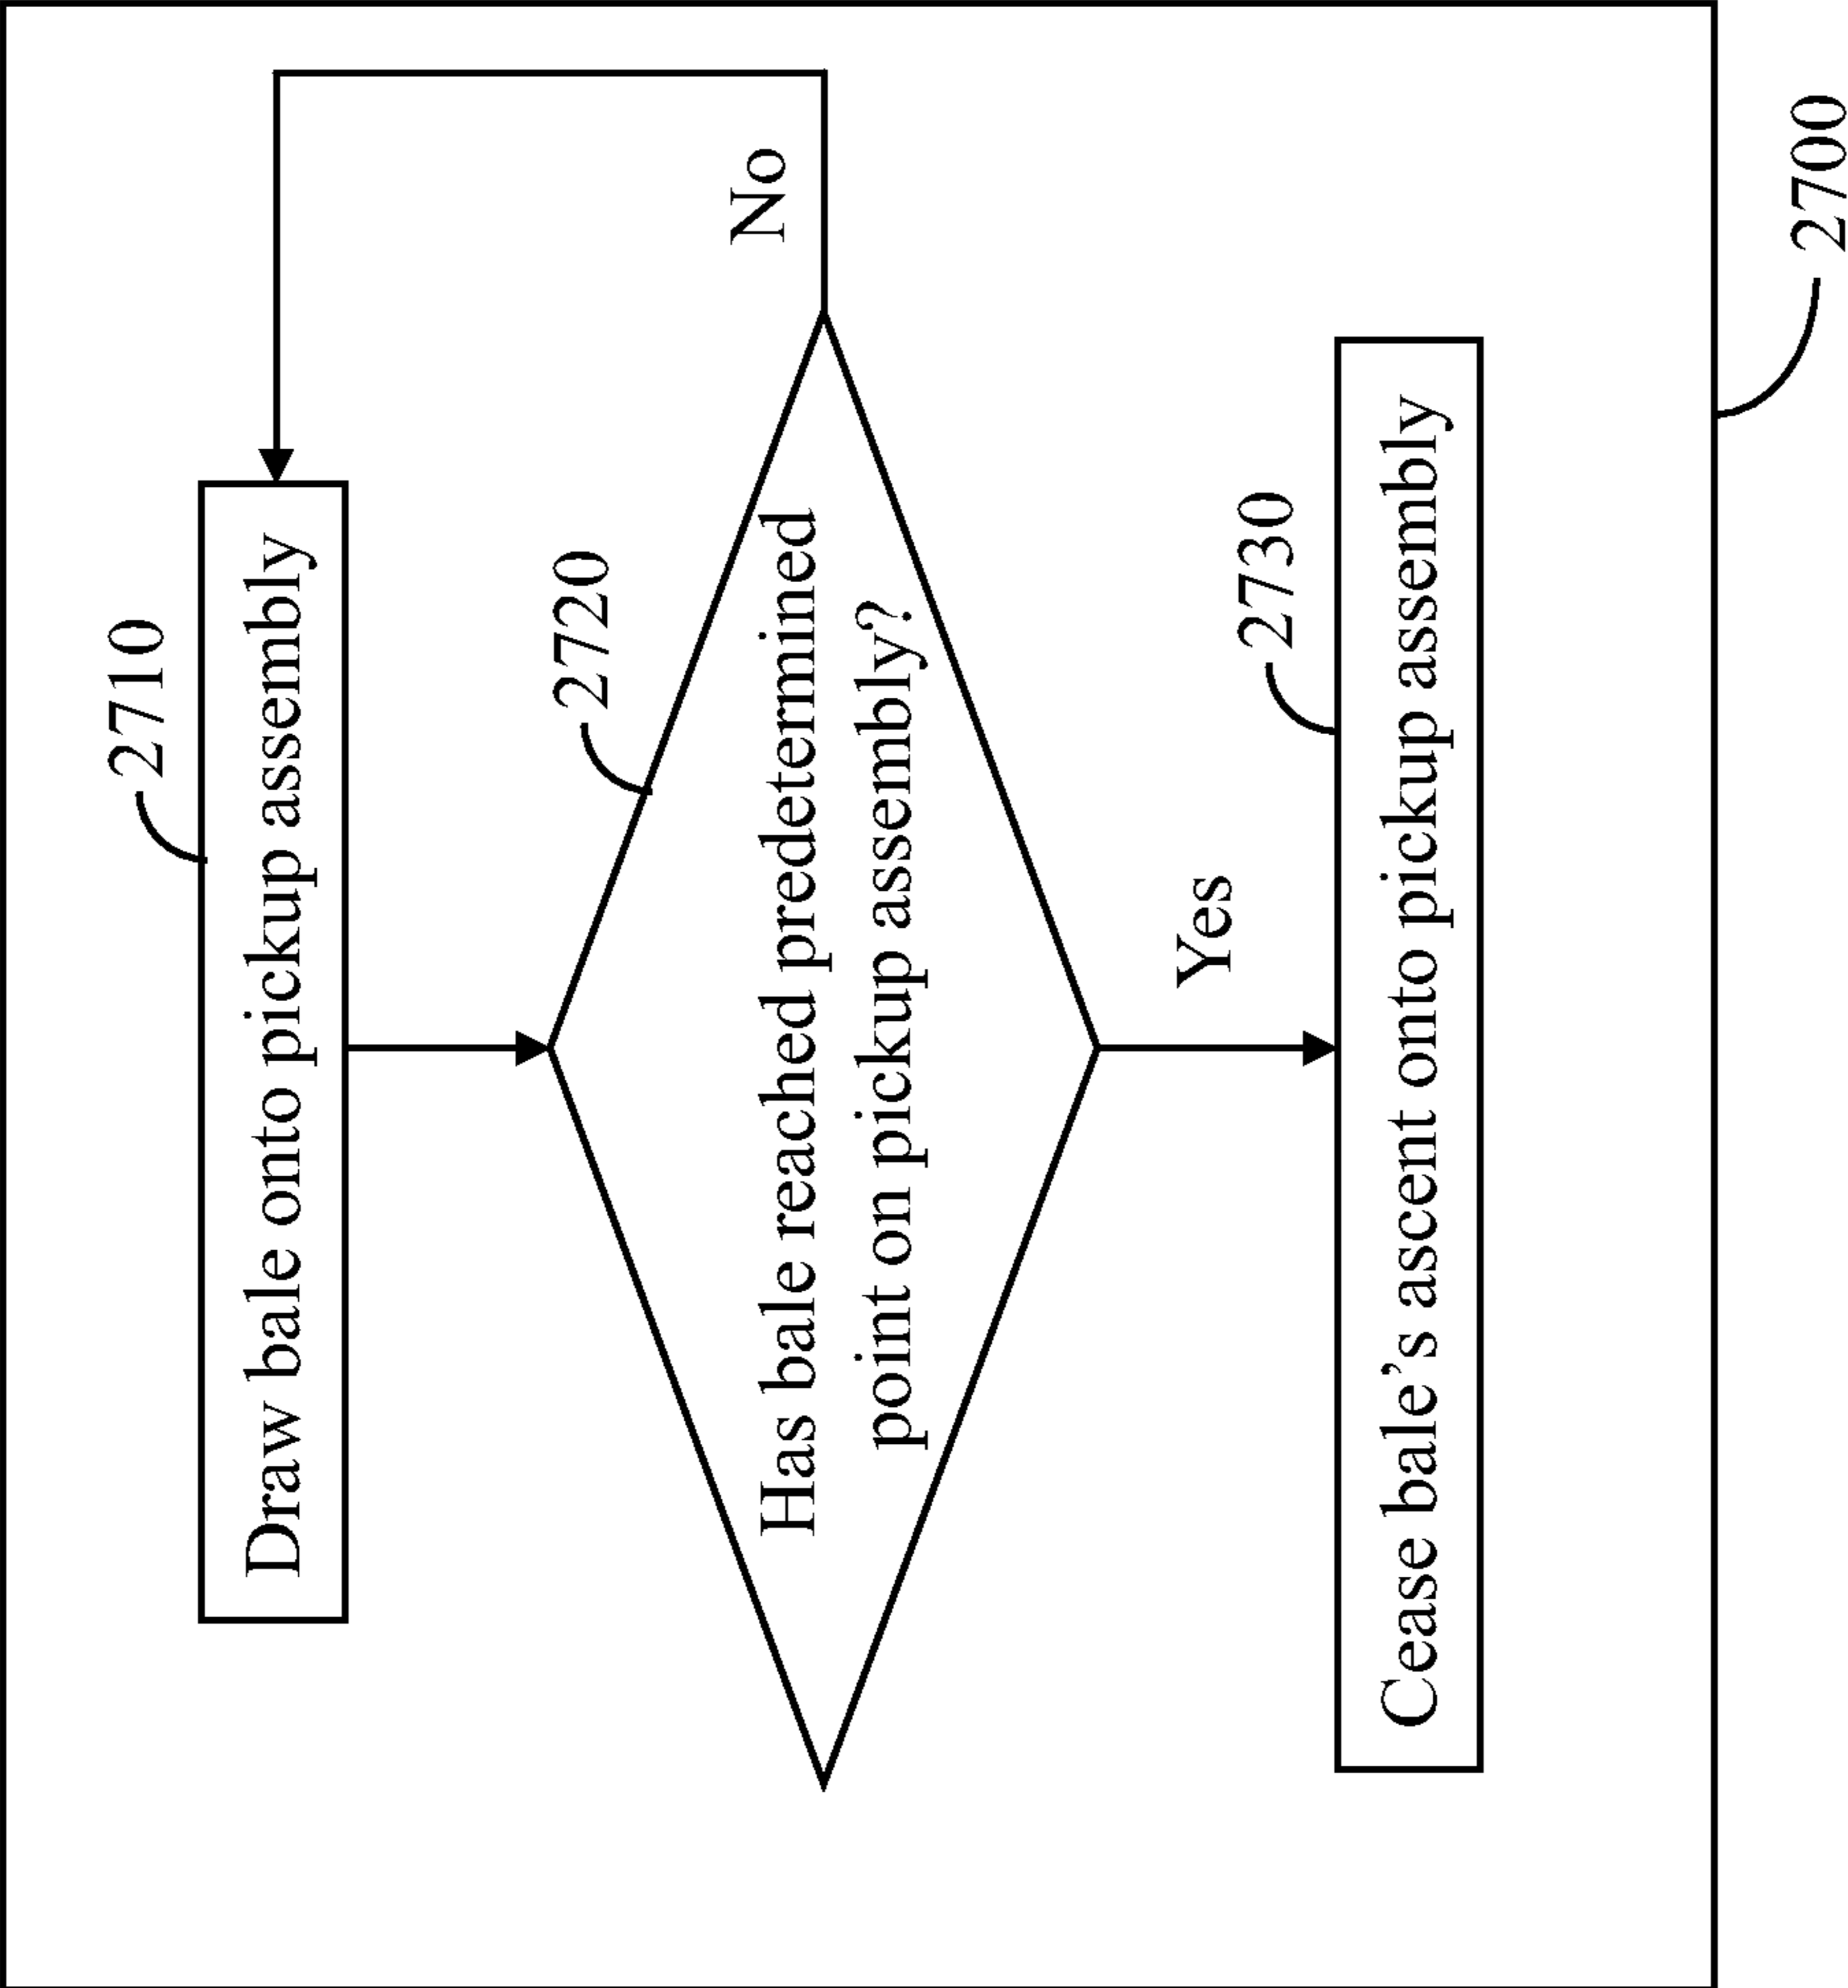 2710
Draw bale onto pickup assembly
2720
No
Has bale reached predetermined
point on pickup assembly?
Yes
2730
Cease bale’s ascent onto pickup assembly
2700